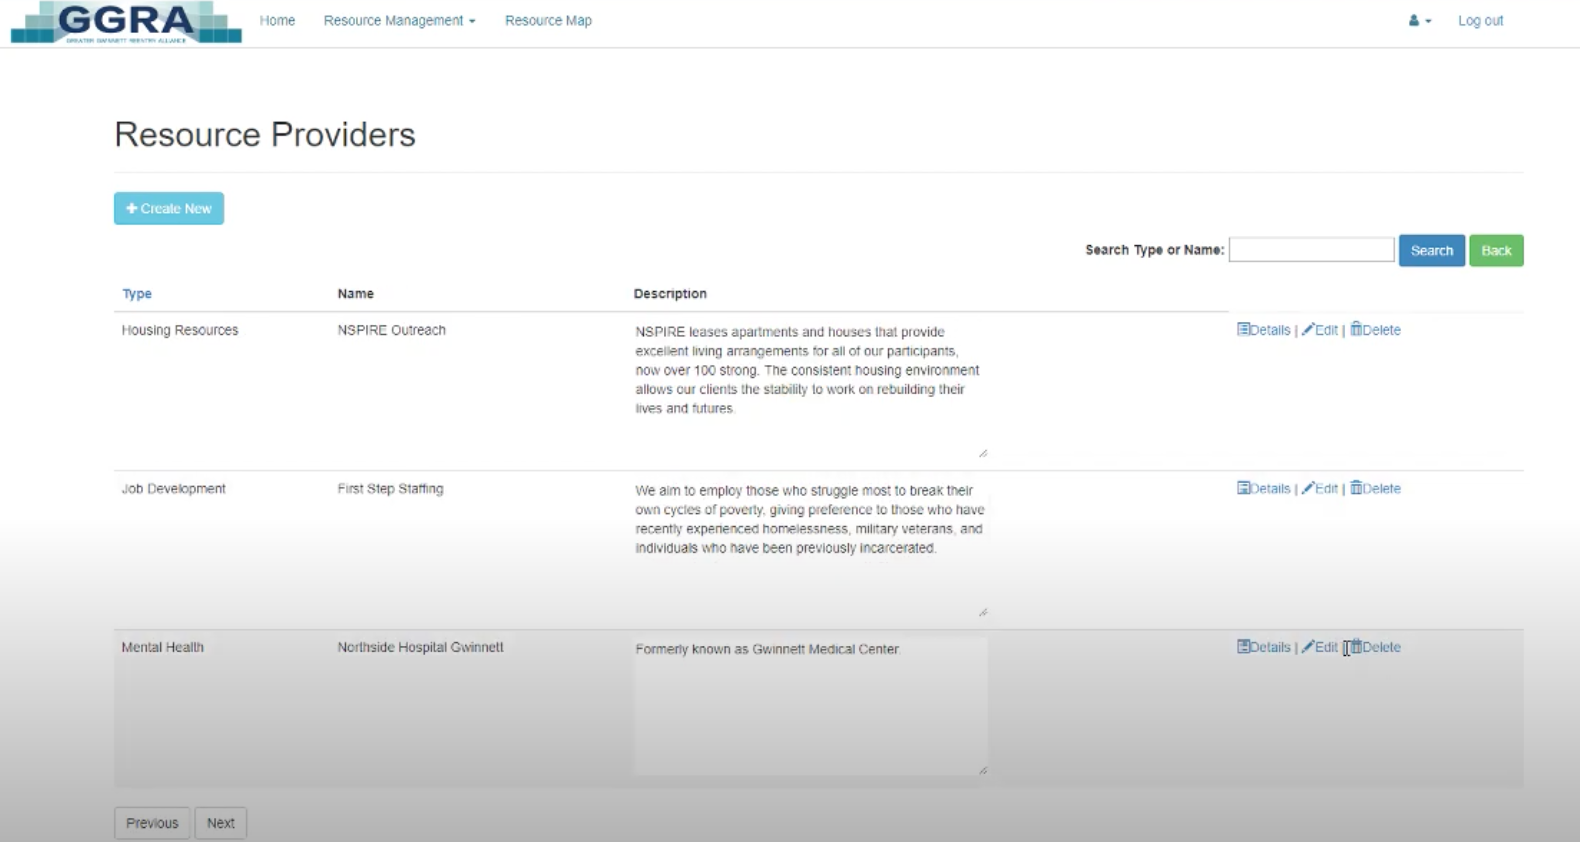 GGRA
GREATER GWINNETT REENTRY ALLIANCE
Home
Resource Management
Resource Map
Log out
Resource Providers
Create New
Search Type or Name:
Search
Back
Type Name Description
Housing Resources NSPIRE Outreach
NSPIRE leases apartments and houses that provide
excellent living arrangements for all of our participants,
now over 100 strong. The consistent housing environment
allows our clients the stability to work on rebuilding their
lives and futures.
Details | Edit | Delete
Job Development First Step Staffing
We aim to employ those who struggle most to break their
own cycles of poverty, giving preference to those who have
recently experienced homelessness, military veterans, and
individuals who have been previously incarcerated.
Details | Edit | Delete
Mental Health Northside Hospital Gwinnett
Formerly known as Gwinnett Medical Center.
Details | Edit | Delete
Previous
Next